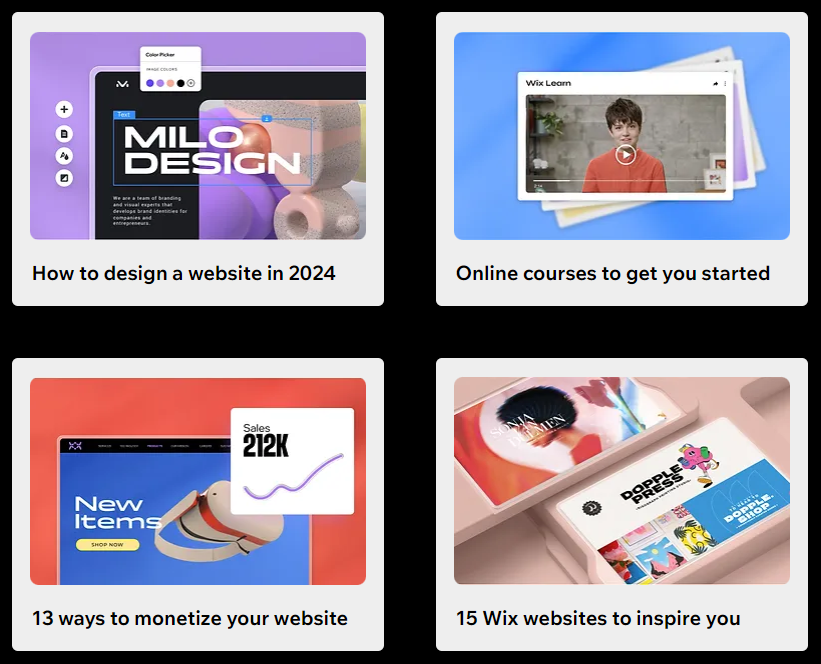 Color Picker
IMAGE COLORS
Text
MILO
DESIGN
We are a team of branding
and visual experts that
develops brand identities for
companies and
entrepreneurs.
How to design a website in 2024
Wix Learn
Online courses to get you started
Sales
212K
New
Items
SHOP NOW
13 ways to monetize your website
SONJA
VAN
DOPPLE
PRESS
DOPPLE.
SHOP
15 Wix websites to inspire you